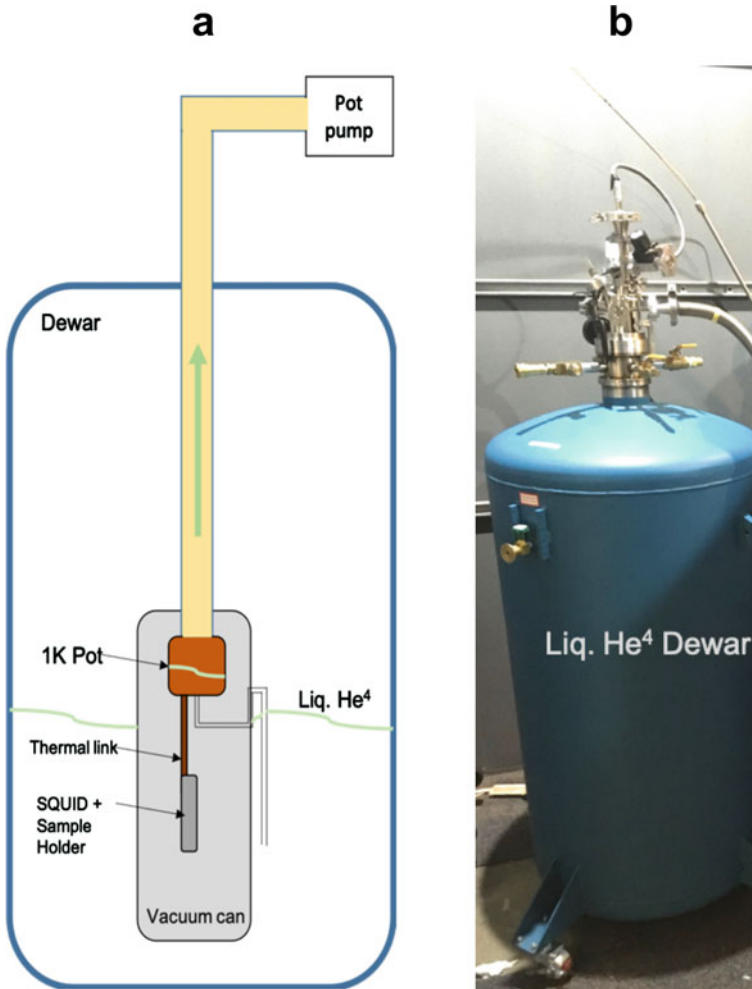 a
b
Pot
pump
Dewar
1K Pot
Liq. He⁴
Thermal link
SQUID +
Sample
Holder
Vacuum can
Liq. He⁴ Dewar